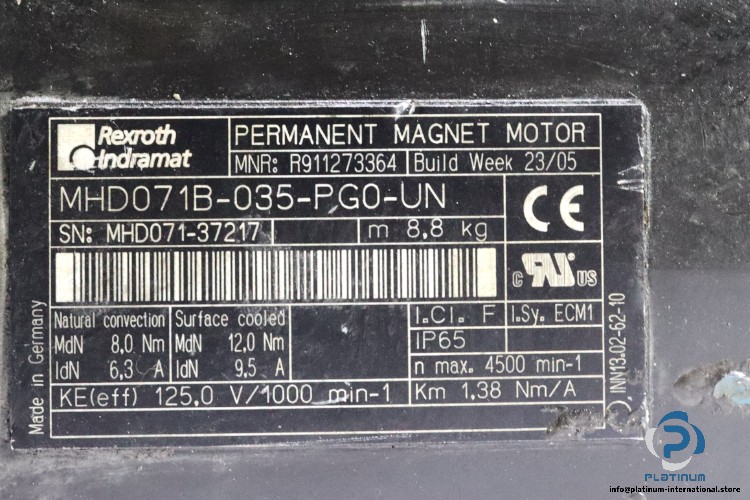 Rexroth
Indramat
PERMANENT MAGNET MOTOR
MNR: R911273364
Build Week 23/05
MHD071B-035-PG0-UN
SN: MHD071-37217
m 8,8 kg
CE
C UL US
Natural convection
MdN 8,0 Nm
IdN 6,3 A
Surface cooled
MdN 12,0 Nm
IdN 9,5 A
I.Cl. F
I.Sy. ECM1
IP65
n max. 4500 min-1
KE(eff) 125,0 V/1000 min-1
Km 1,38 Nm/A
Made in Germany
INN13.02-62-10
PLATINUM
info@platinum-international.store